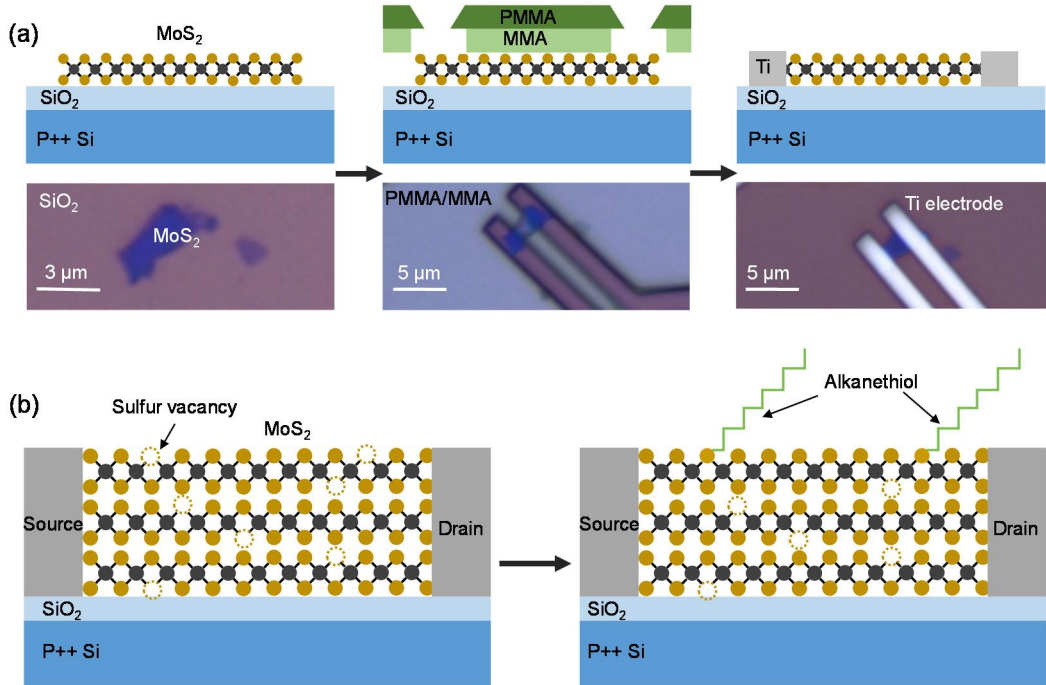 (a)
MoS₂
SiO₂
P++ Si
PMMA
MMA
SiO₂
P++ Si
Ti
SiO₂
P++ Si
SiO₂
MoS₂
3 μm
PMMA/MMA
5 μm
Ti electrode
5 μm
(b)
Sulfur vacancy
MoS₂
Source
Drain
SiO₂
P++ Si
Alkanethiol
Source
Drain
SiO₂
P++ Si